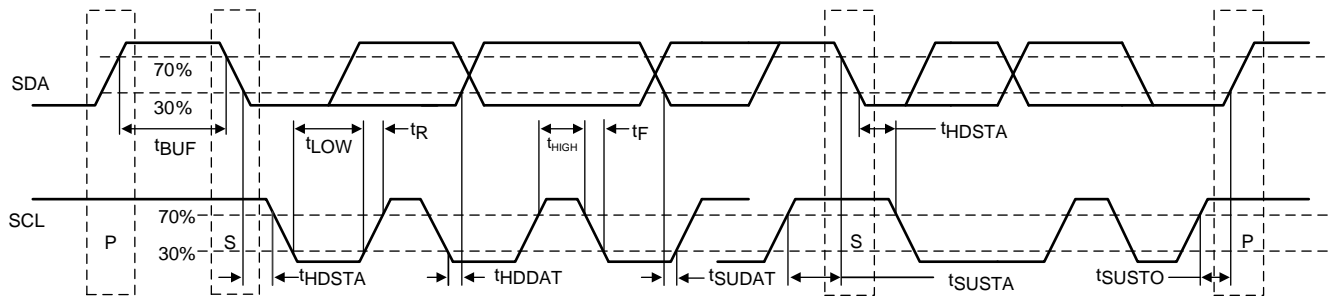 SDA
70%
30%
tBUF
tLOW
tR
tHIGH
tF
tHDSTA
SCL
70%
30%
P
S
S
P
tHDSTA
tHDDAT
tSUDAT
tSUSTA
tSUSTO